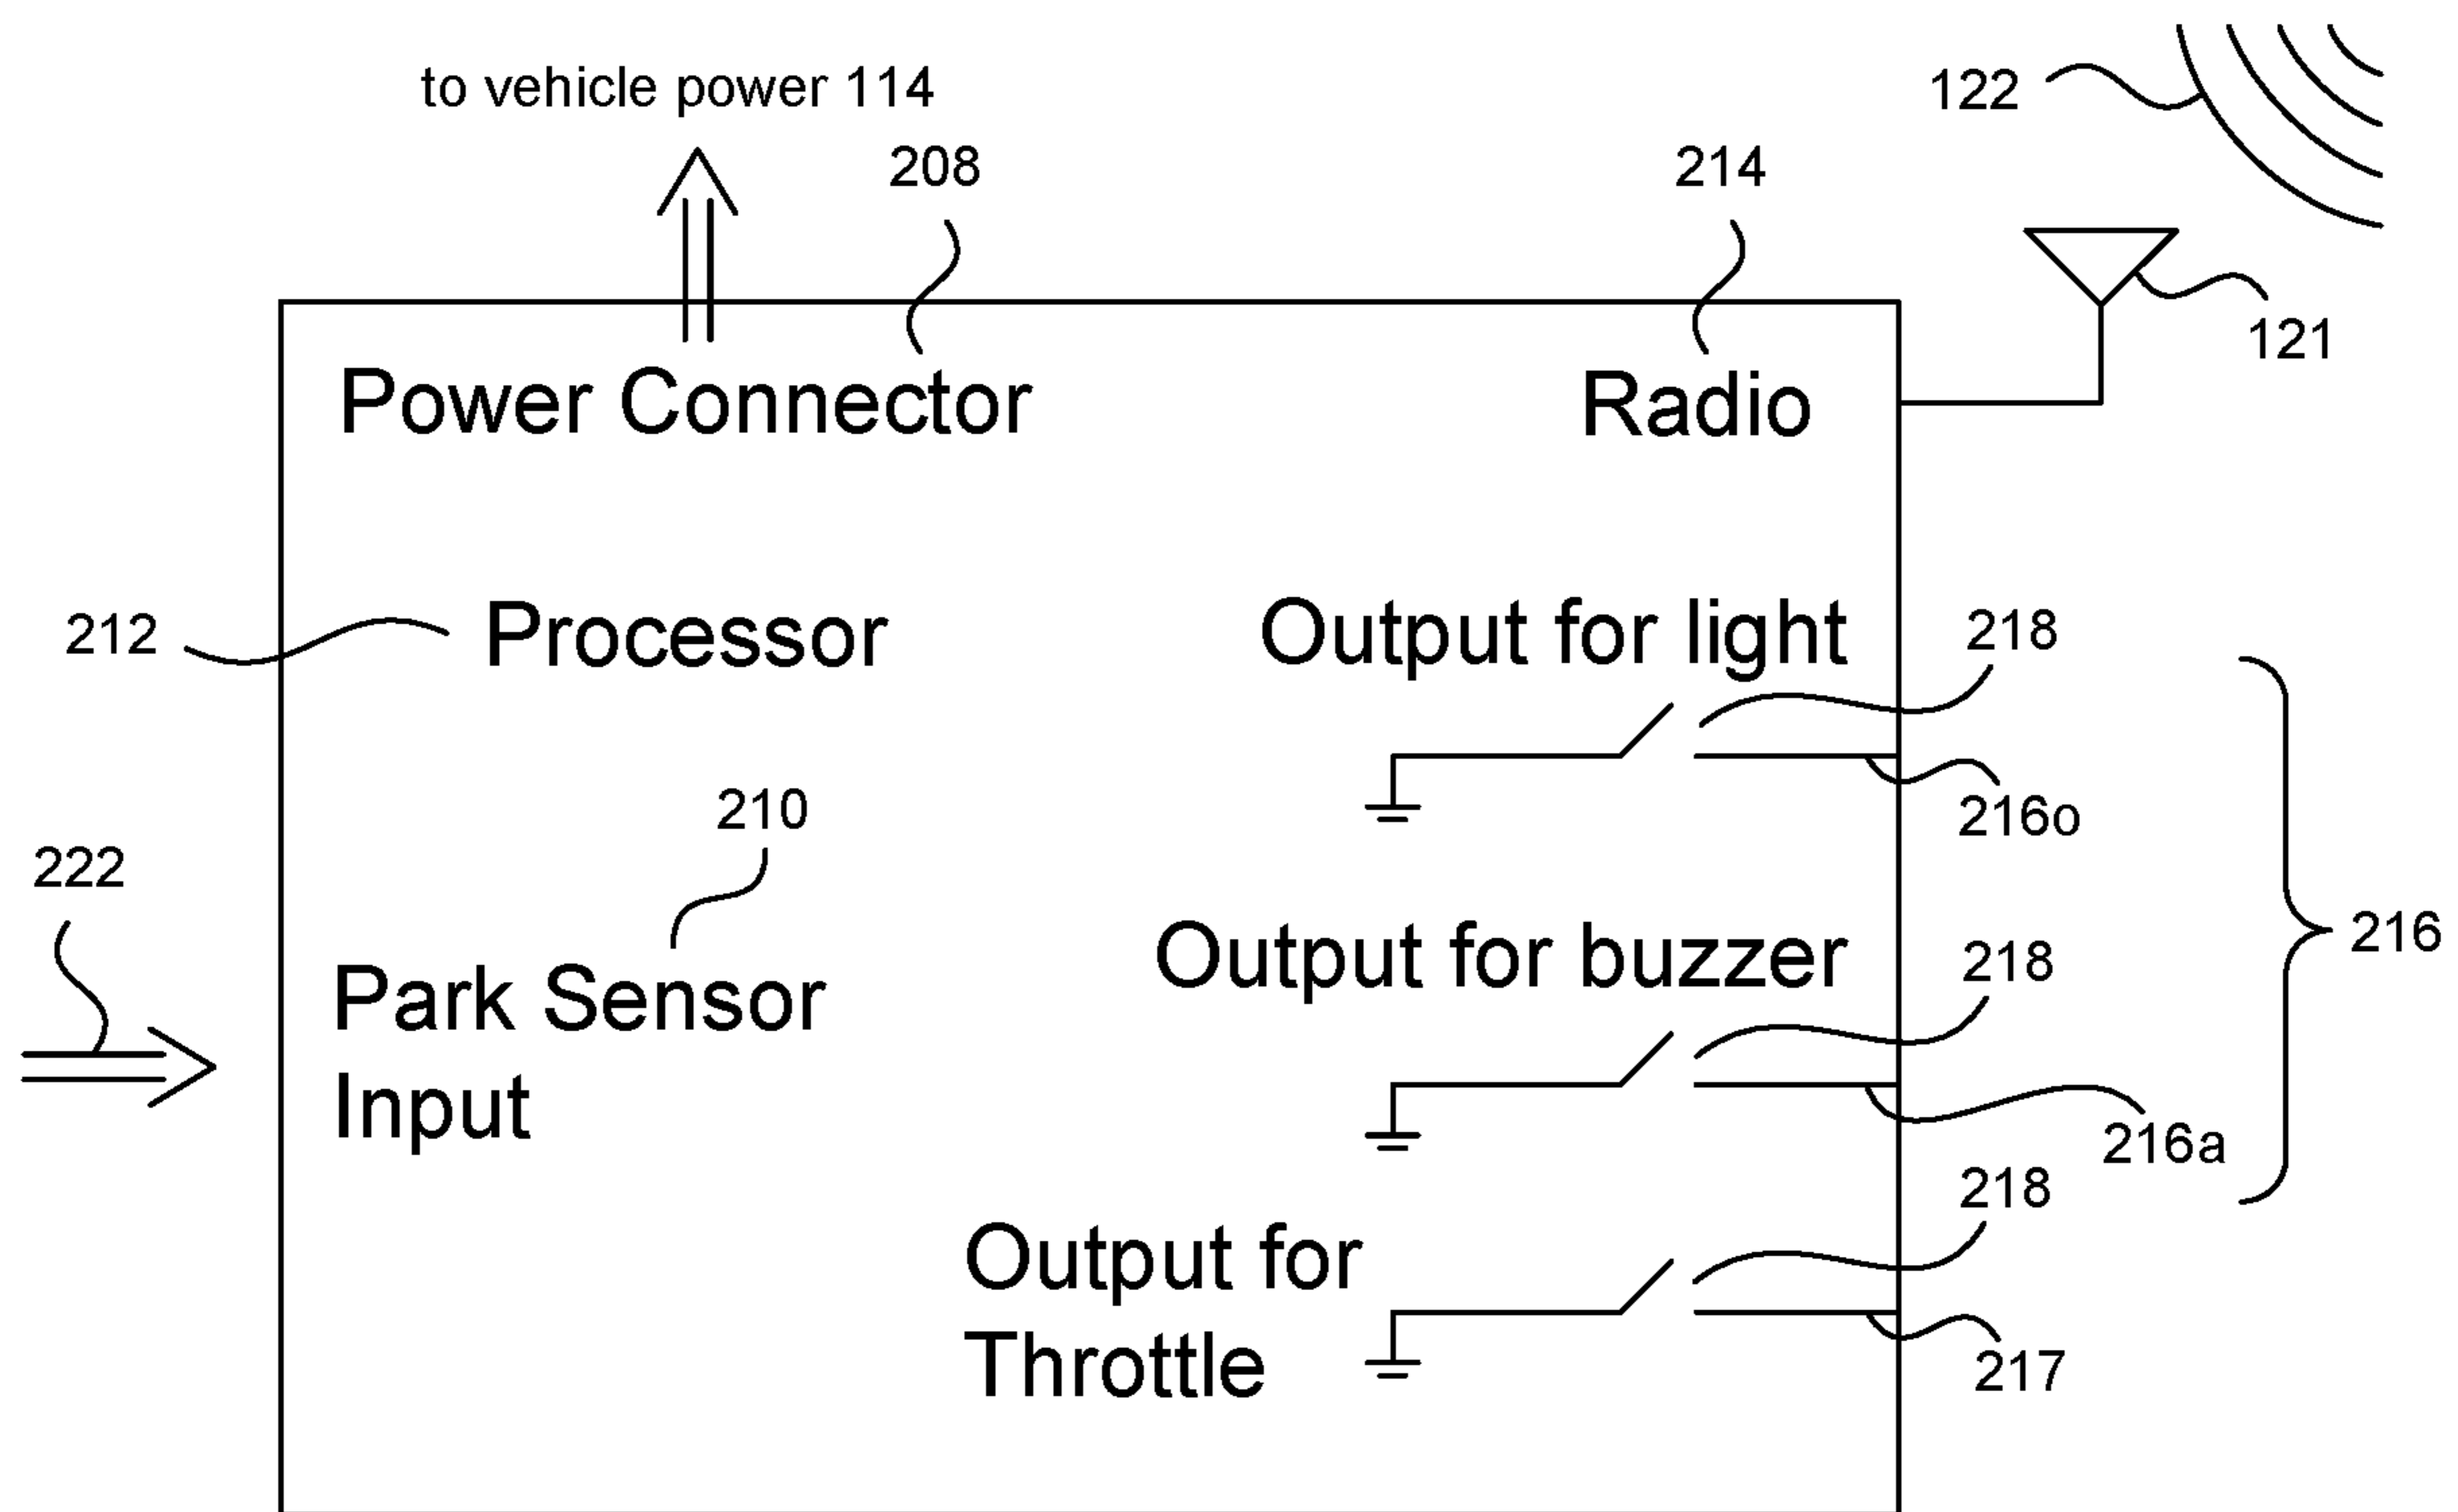 to vehicle power 114
122
208
214
121
Power Connector
Radio
212
Processor
Output for light
218
216o
210
222
216
Output for buzzer
218
Park Sensor
Input
216a
218
Output for
Throttle
217